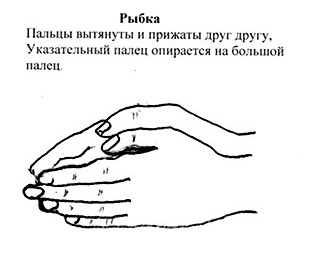 Рыбка
Пальцы вытянуты и прижаты друг другу,
Указательный палец опирается на большой
палец.